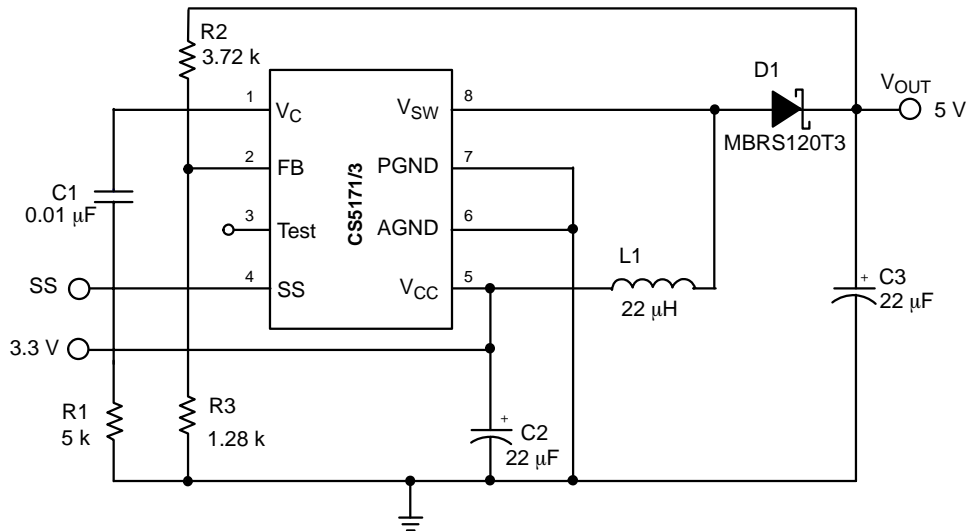 R2
3.72 k
D1
V_OUT
5 V
MBRS120T3
1
V_C
V_SW
8
2
FB
PGND
7
C1
0.01 μF
CS5171/3
3
Test
AGND
6
L1
22 μH
SS
4
SS
V_CC
5
+
C3
22 μF
3.3 V
R1
5 k
R3
1.28 k
+
C2
22 μF